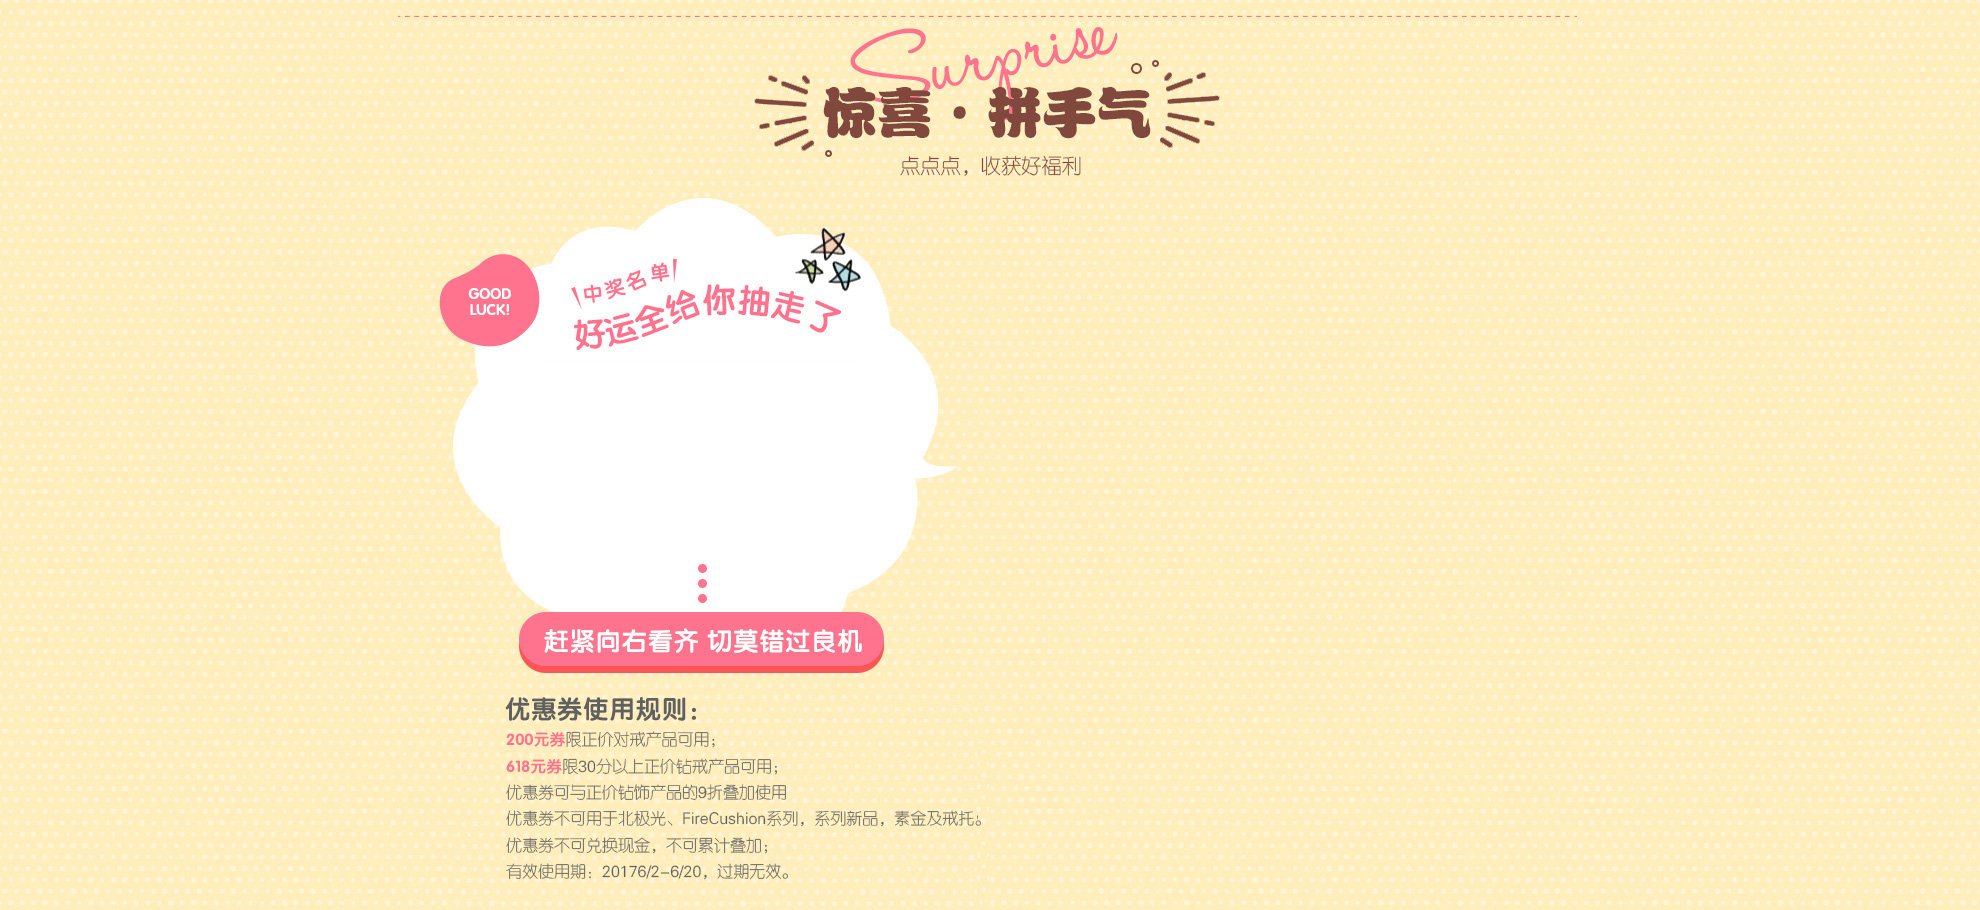 Surprise
惊喜·拼手气
点点点，收获好福利
GOOD
LUCK!
中奖名单
好运全给你抽走了
赶紧向右看齐 切莫错过良机
优惠券使用规则：
200元券限正价对戒产品可用；
618元券限30分以上正价钻戒产品可用；
优惠券可与正价钻饰产品的9折叠加使用
优惠券不可用于北极光、FireCushion系列，系列新品，素金及戒托。
优惠券不可兑换现金，不可累计叠加；
有效使用期：20176/2-6/20，过期无效。